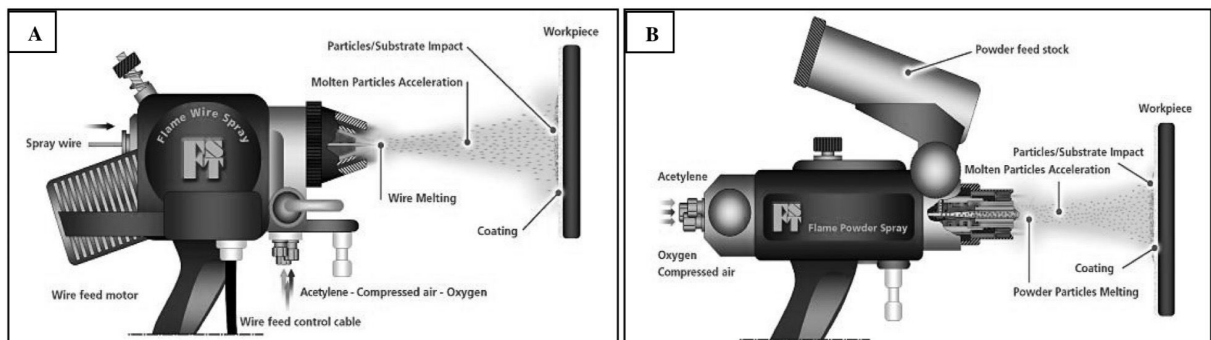 A
Workpiece
Particles/Substrate Impact
Molten Particles Acceleration
Flame Wire Spray
Spray wire
Wire Melting
Coating
Wire feed motor
Acetylene - Compressed air - Oxygen
Wire feed control cable
B
Powder feed stock
Workpiece
Particles/Substrate Impact
Molten Particles Acceleration
Acetylene
Flame Powder Spray
Oxygen
Compressed air
Coating
Powder Particles Melting